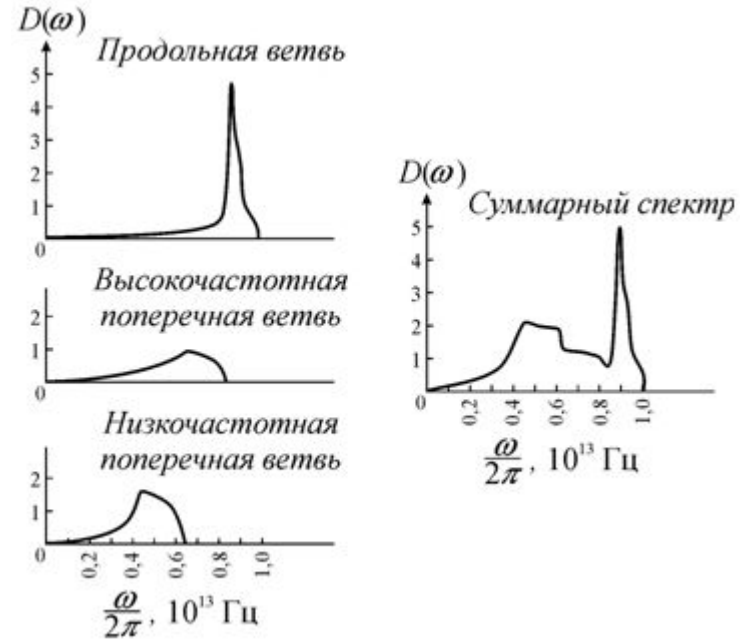 D(ω)
Продольная ветвь
5
4
3
2
1
0
Высокочастотная
поперечная ветвь
2
1
0
Низкочастотная
поперечная ветвь
2
1
0
0,2
0,4
0,6
0,8
1,0
ω/2π, 10¹³ Гц
D(ω)
Суммарный спектр
5
4
3
2
1
0
0,2
0,4
0,6
0,8
1,0
ω/2π, 10¹³ Гц